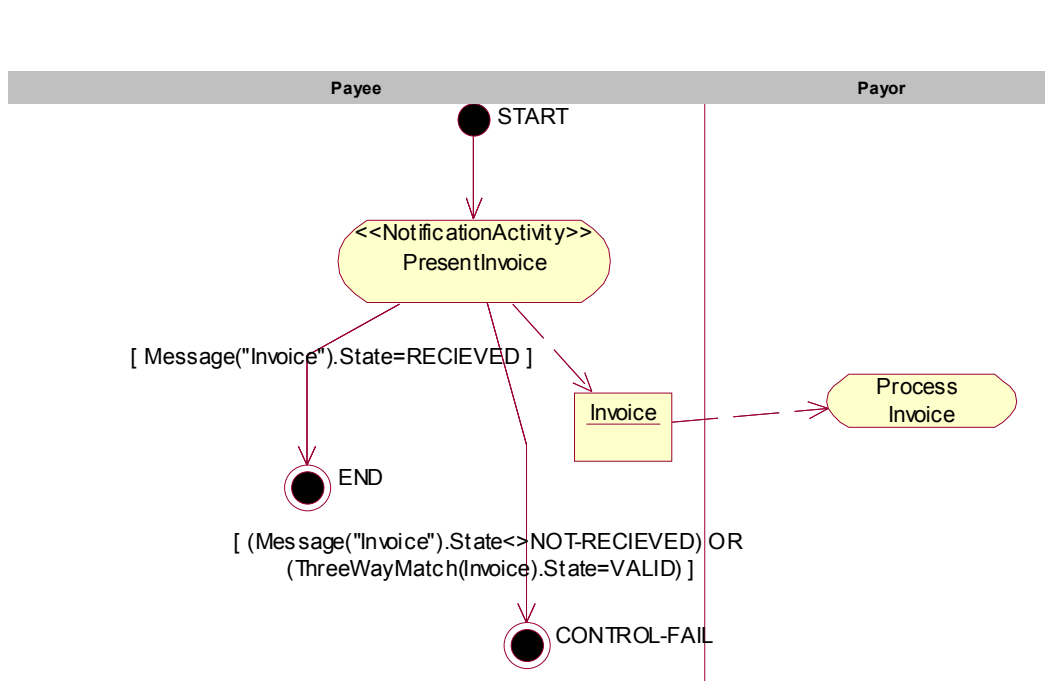 Payee
Payor
START
<<NotificationActivity>>
PresentInvoice
[ Message("Invoice").State=RECIEVED ]
Process
Invoice
Invoice
END
[ (Message("Invoice").State<>NOT-RECIEVED) OR
(ThreeWayMatch(Invoice).State=VALID) ]
CONTROL-FAIL